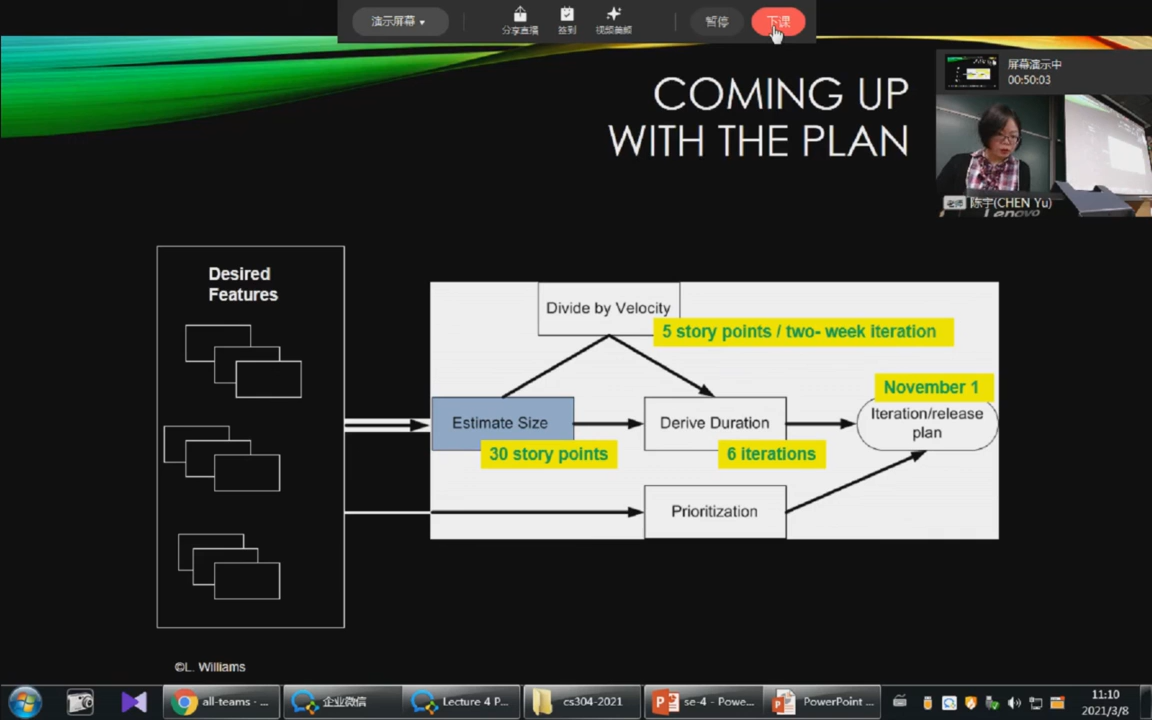 演示屏幕
分享直播
签到
视频美颜
暂停
下课
屏幕演示中
00:50:03
COMING UP
WITH THE PLAN
老师 陈宇(CHEN Yu)
Lenovo
Desired
Features
Divide by Velocity
5 story points / two- week iteration
November 1
Estimate Size
Derive Duration
Iteration/release
plan
30 story points
6 iterations
Prioritization
©L. Williams
all-teams - ...
企业微信
Lecture 4 P...
cs304-2021
se-4 - Powe...
PowerPoint ...
11:10
2021/3/8